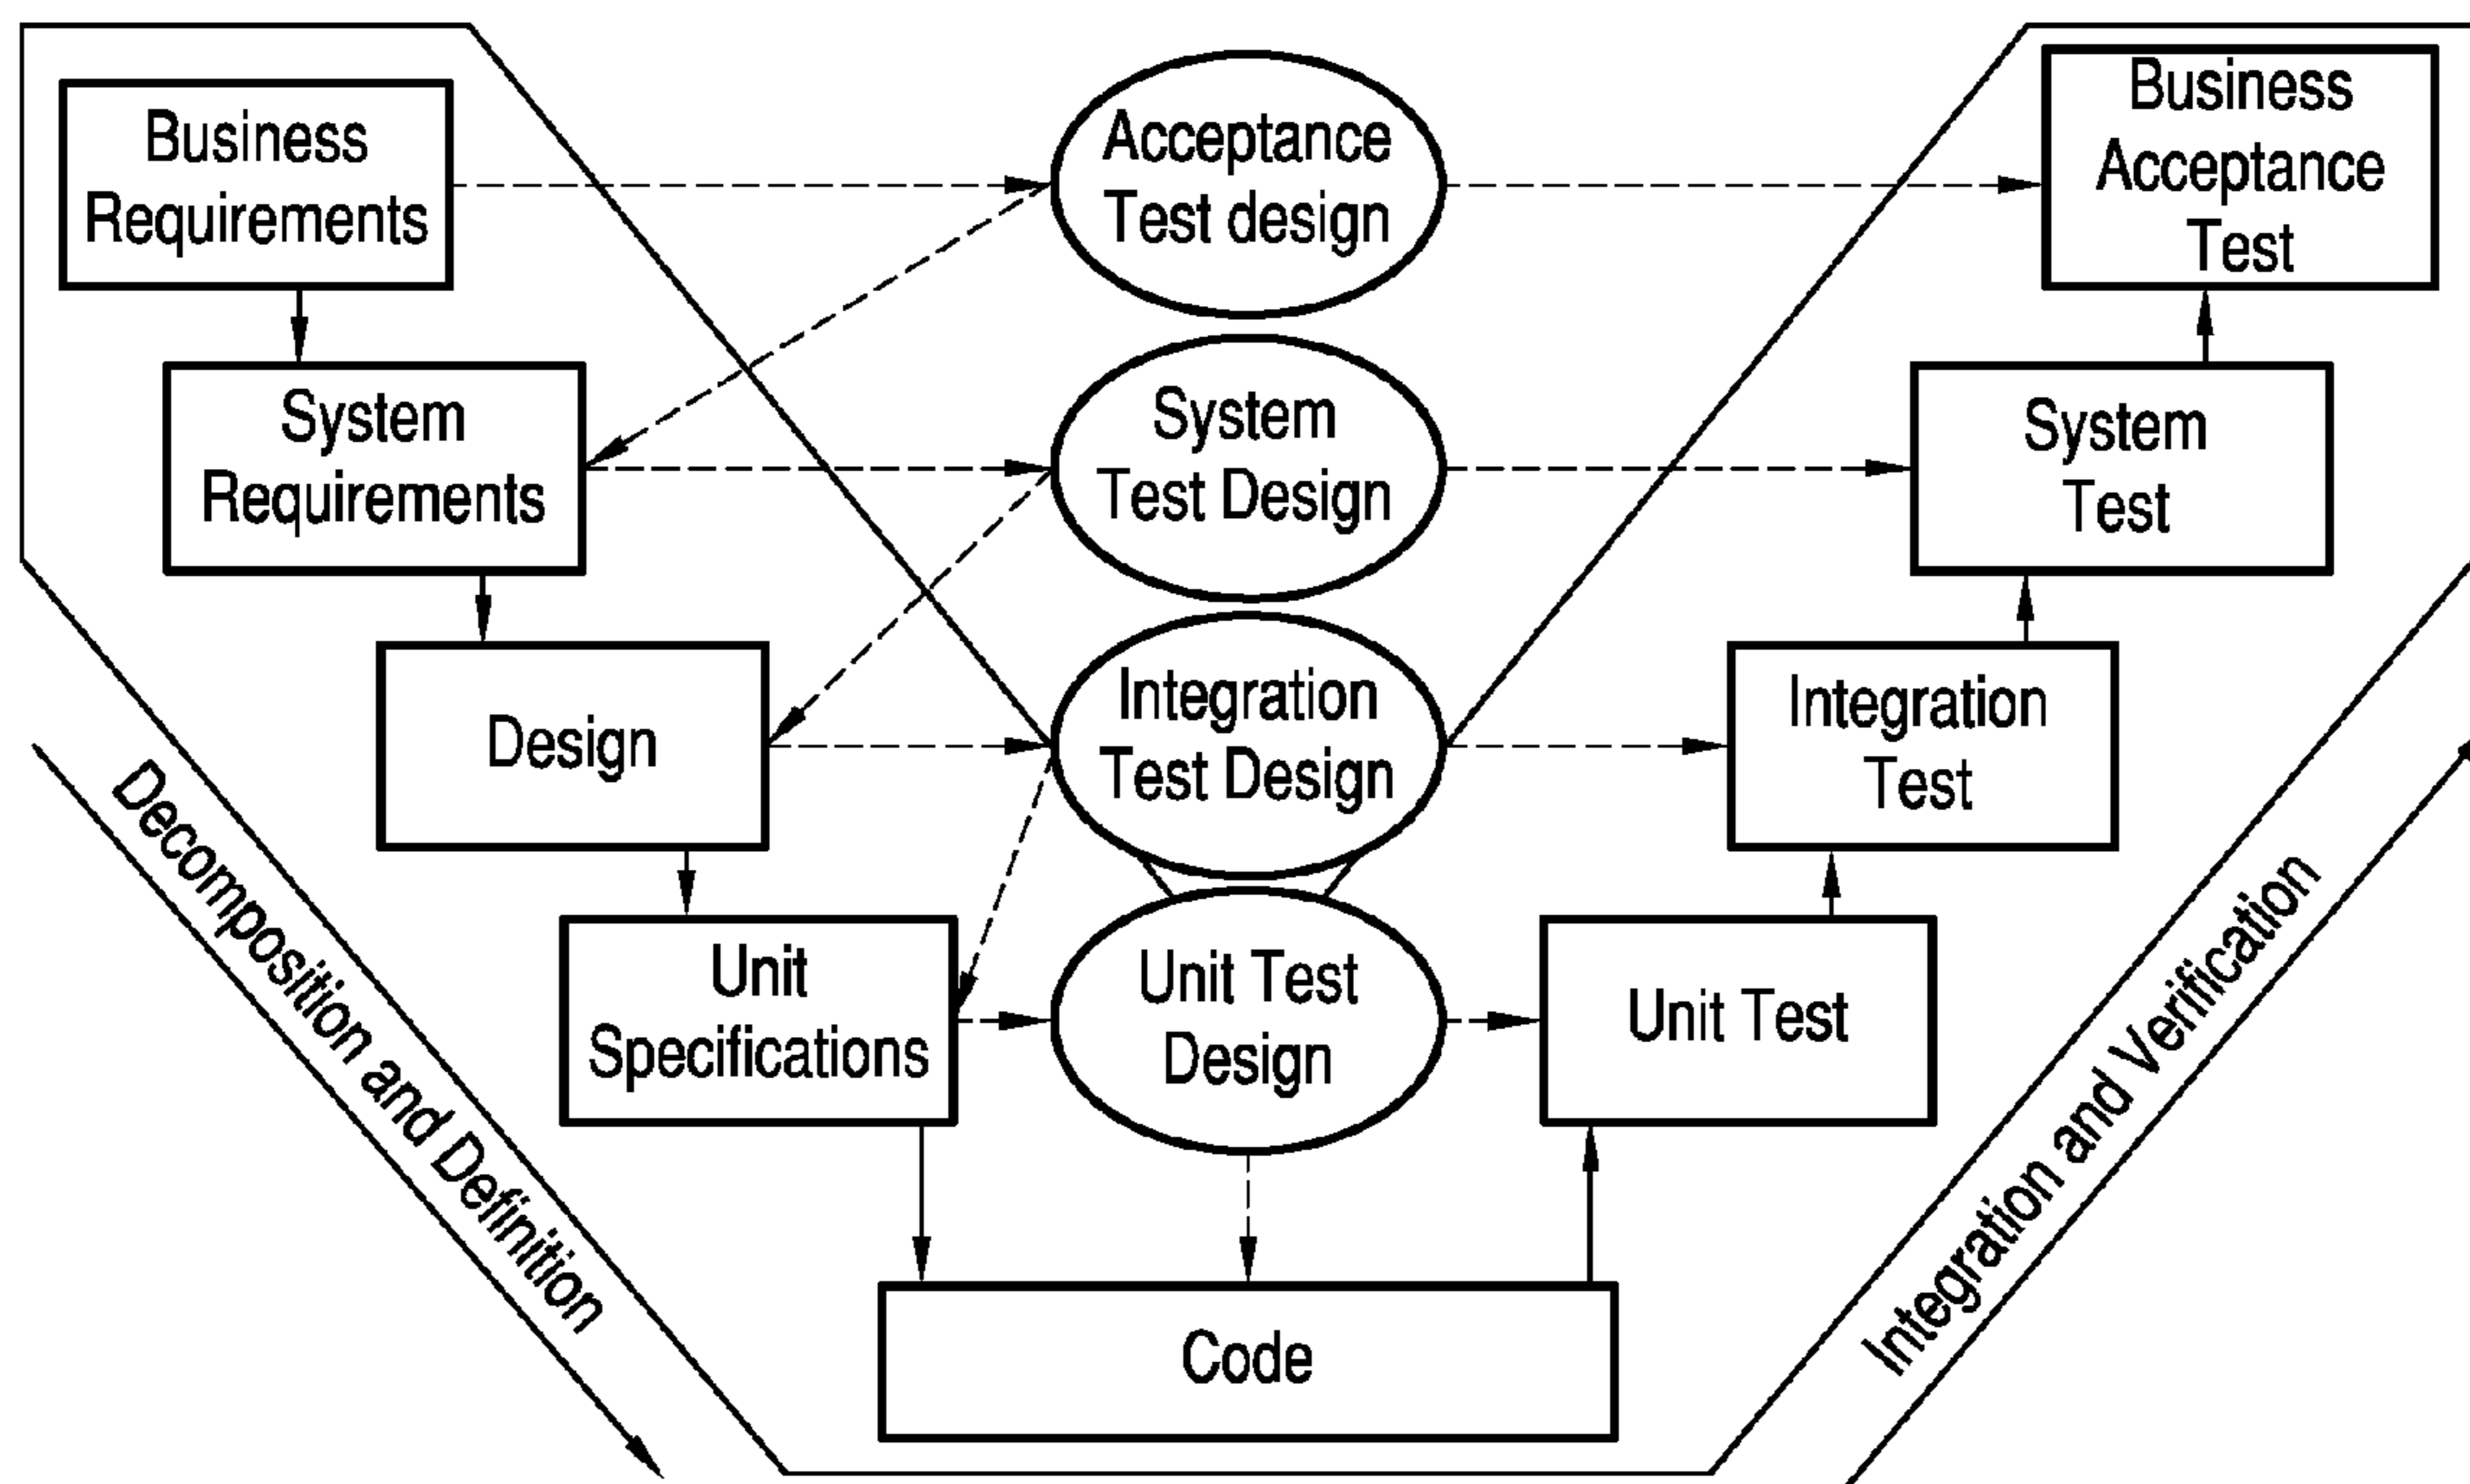 Business
Requirements
Acceptance
Test design
Business
Acceptance
Test
System
Requirements
System
Test Design
System
Test
Design
Integration
Test Design
Integration
Test
Unit
Specifications
Unit Test
Design
Unit Test
Code
Decomposition and Definition
Integration and Verification